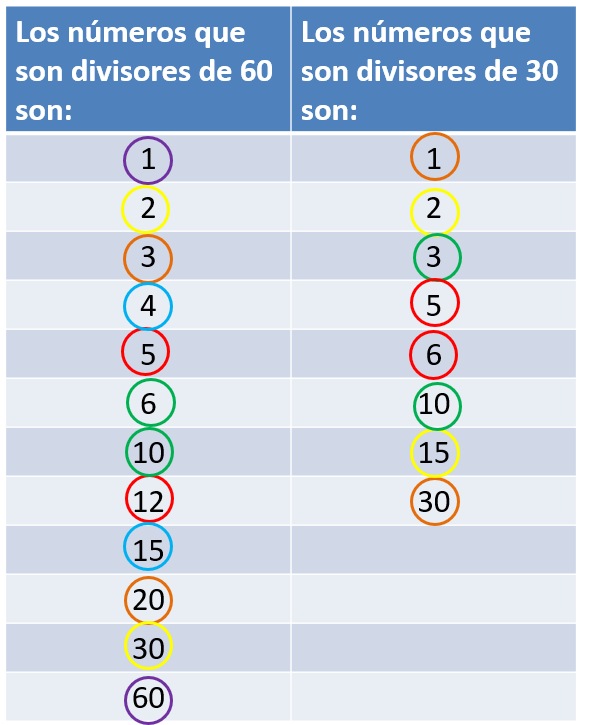 Los números que
son divisores de 60
son:
Los números que
son divisores de 30
son:
1 1
2 2
3 3
4 5
5 6
6 10
10 15
12 30
15
20
30
60